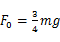 F₀ = 3/4 mg